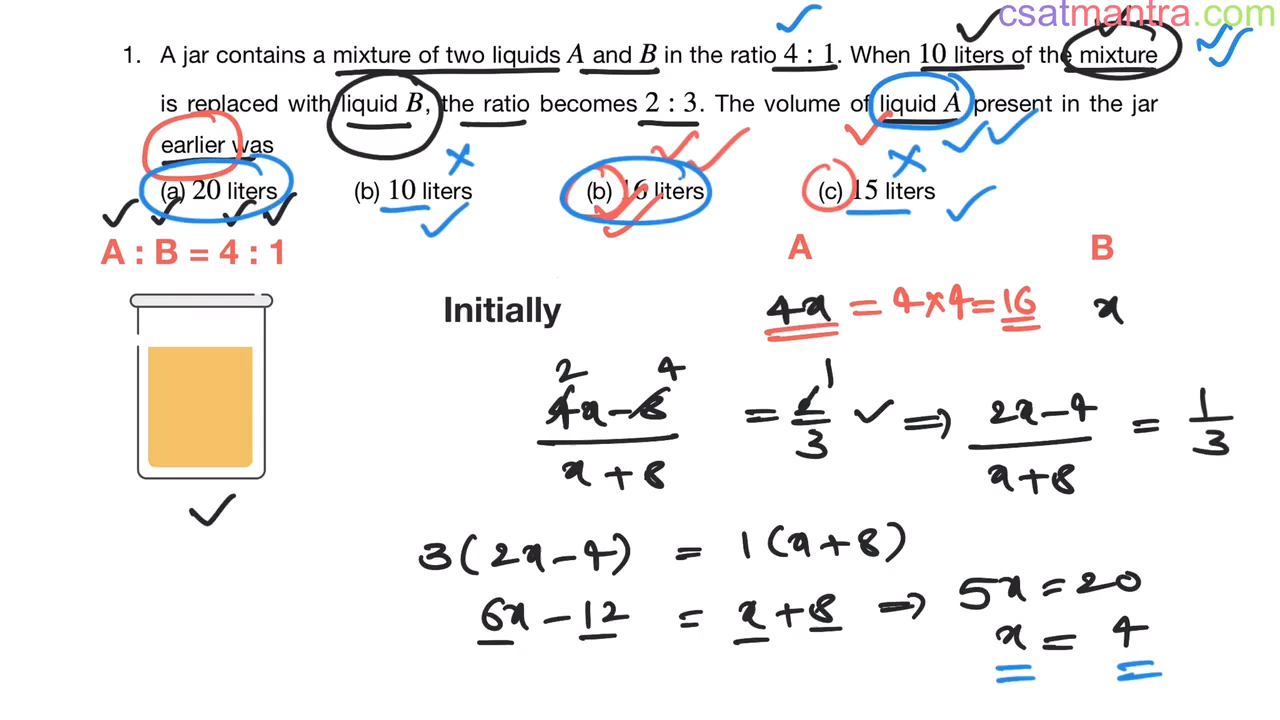 csatmantra.com
1. A jar contains a mixture of two liquids A and B in the ratio 4 : 1. When 10 liters of the mixture
is replaced with liquid B, the ratio becomes 2 : 3. The volume of liquid A present in the jar
earlier was
(a) 20 liters (b) 10 liters (b) 16 liters (c) 15 liters
A : B = 4 : 1
A B
Initially 4x = 4×4 = 16 x
2 4 1
4x-8 / x+8 = 2/3 ⇒ 2x-4 / x+8 = 1/3
3(2x-4) = 1(x+8)
6x-12 = x+8 ⇒ 5x=20
x = 4